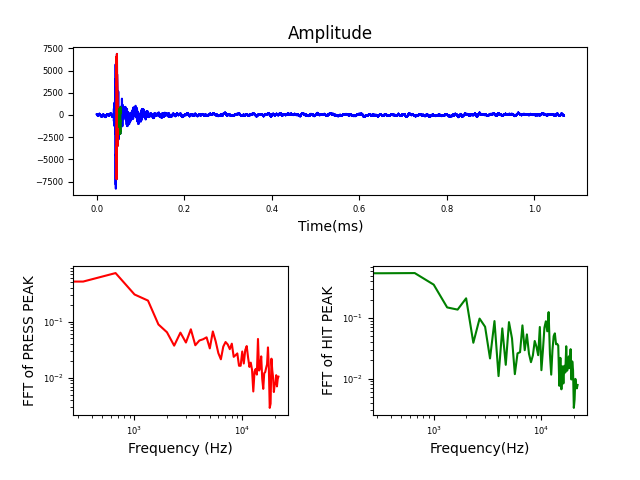 Amplitude
7500
5000
2500
0
−2500
−5000
−7500
0.0 0.2 0.4 0.6 0.8 1.0
Time(ms)
FFT of PRESS PEAK
10⁻¹
10⁻²
10³ 10⁴
Frequency (Hz)
FFT of HIT PEAK
10⁻¹
10⁻²
10³ 10⁴
Frequency(Hz)